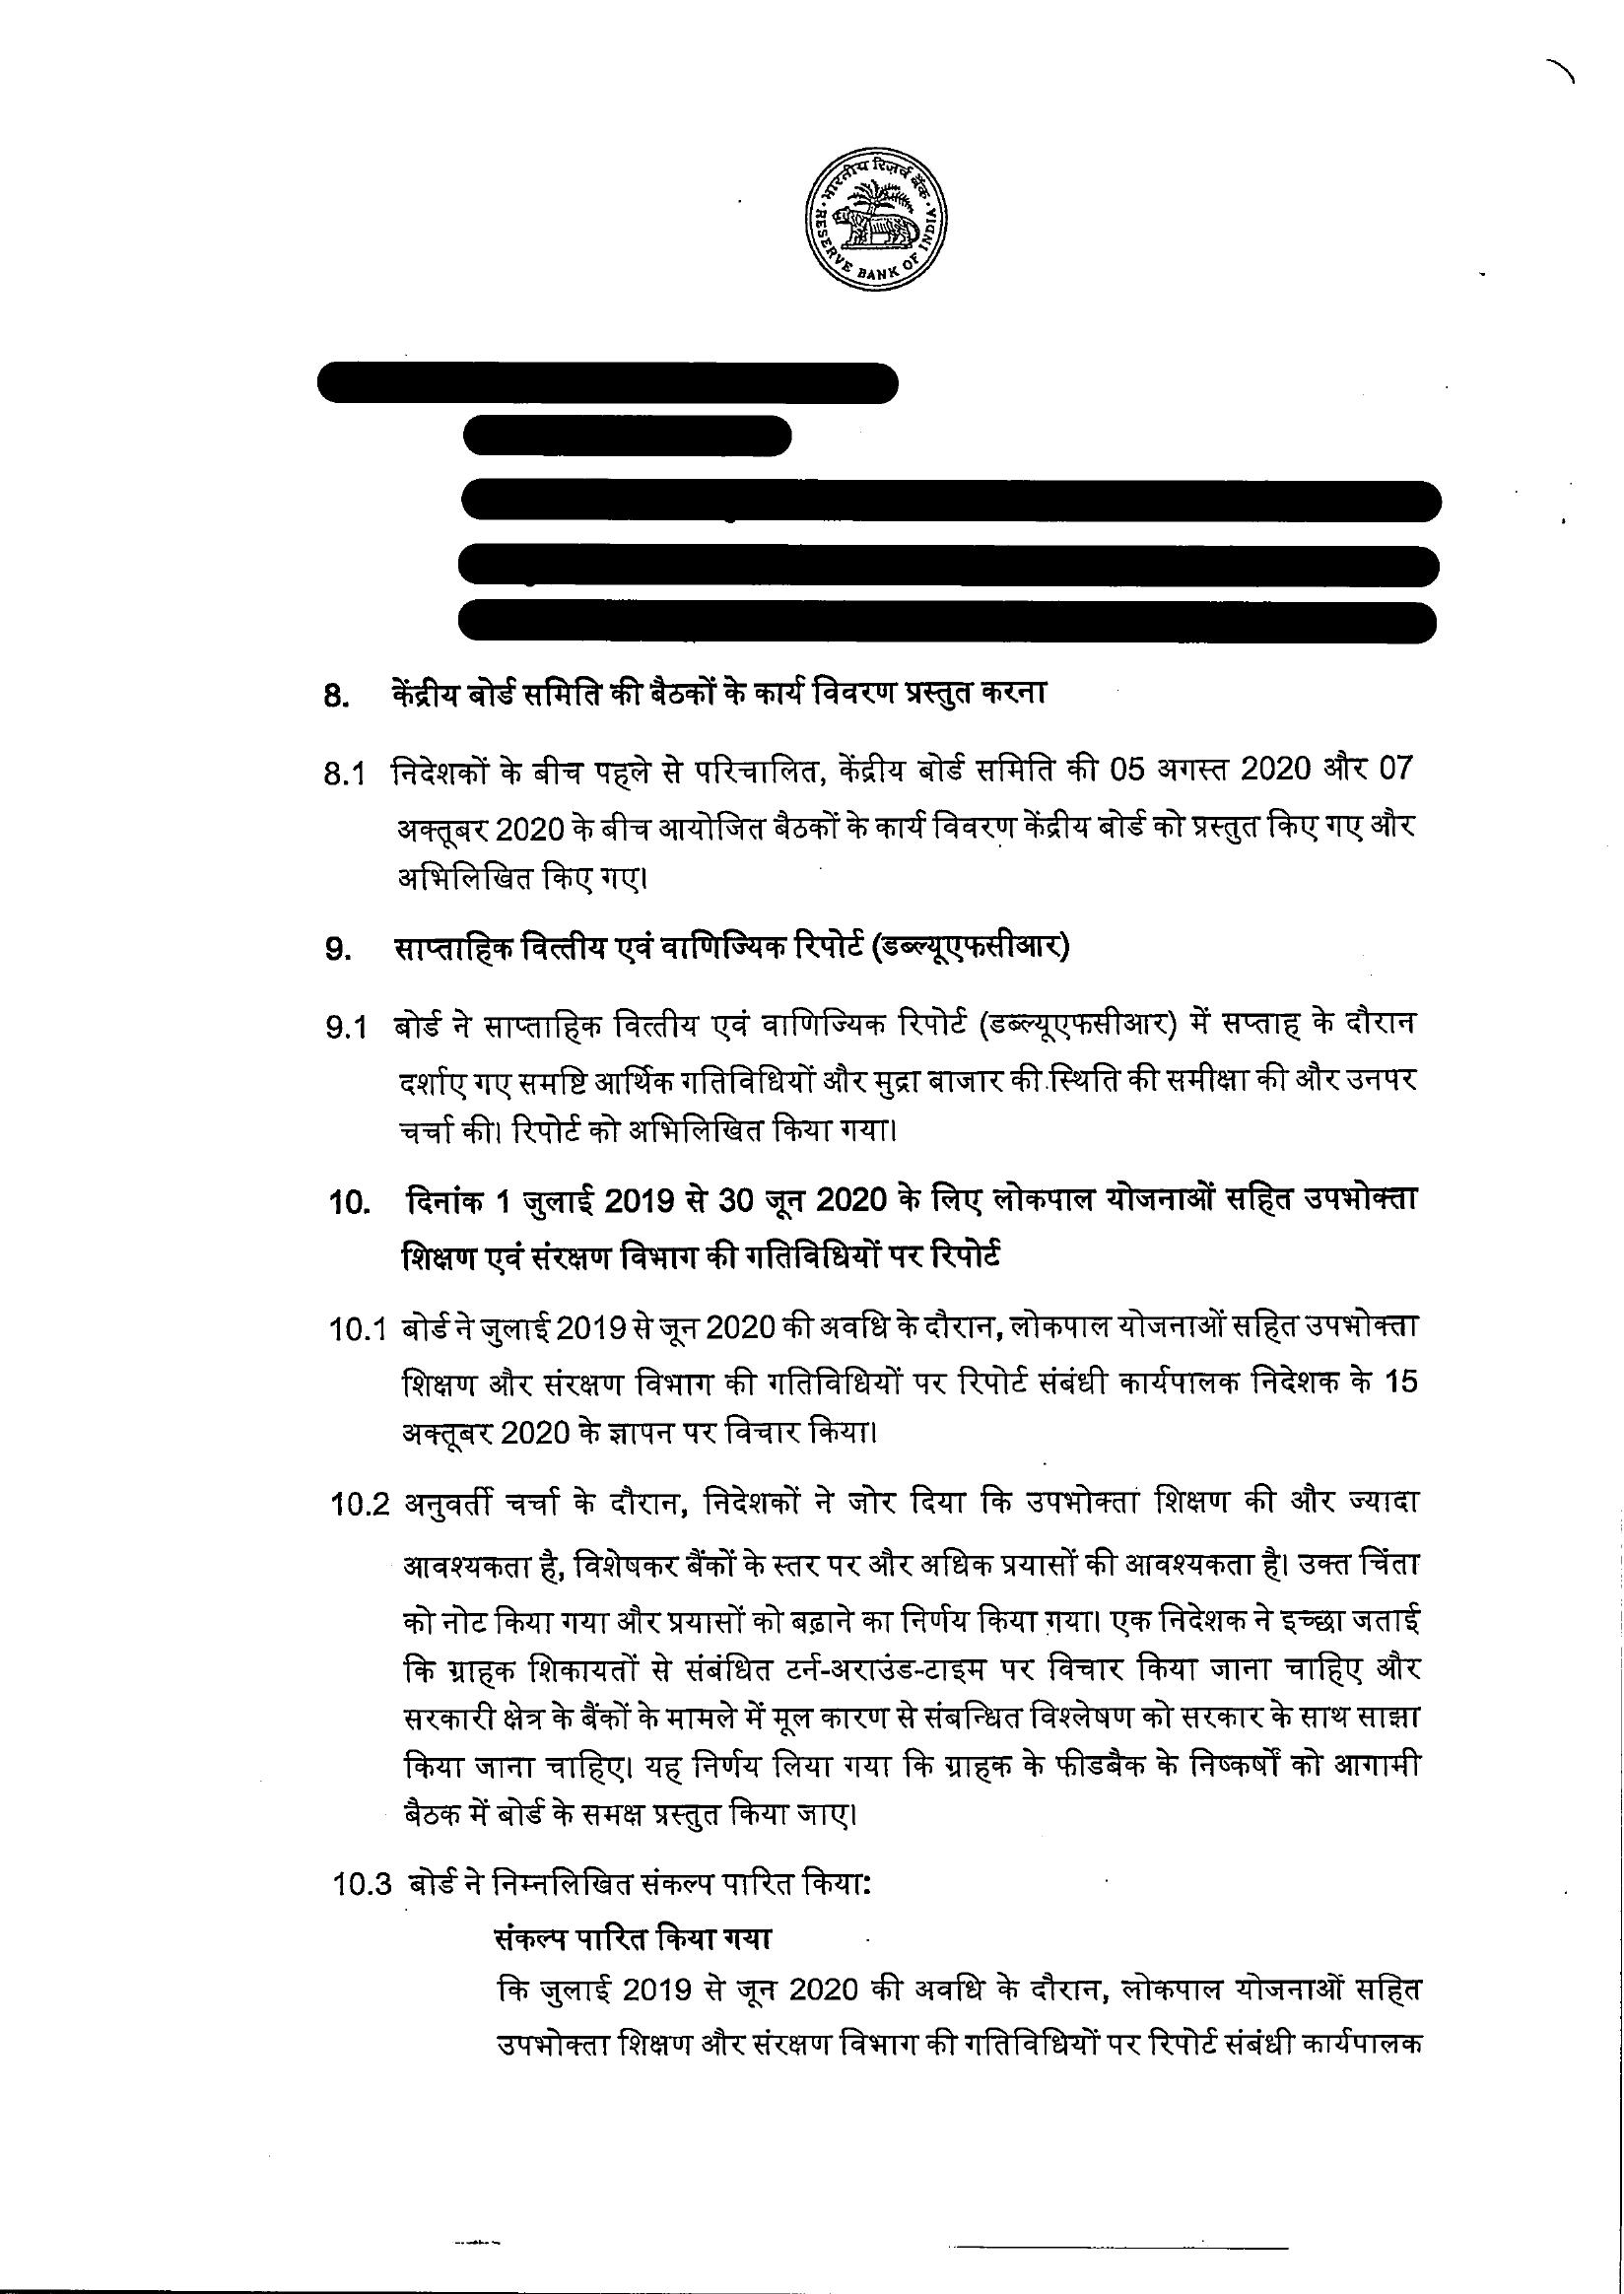 भारतीय रिज़र्व बैंक
RESERVE BANK OF INDIA
8. केंद्रीय बोर्ड समिति की बैठकों के कार्य विवरण प्रस्तुत करना
8.1 निदेशकों के बीच पहले से परिचालित, केंद्रीय बोर्ड समिति की 05 अगस्त 2020 और 07
अक्तूबर 2020 के बीच आयोजित बैठकों के कार्य विवरण केंद्रीय बोर्ड को प्रस्तुत किए गए और
अभिलिखित किए गए।
9. साप्ताहिक वित्तीय एवं वाणिज्यिक रिपोर्ट (डब्ल्यूएफसीआर)
9.1 बोर्ड ने साप्ताहिक वित्तीय एवं वाणिज्यिक रिपोर्ट (डब्ल्यूएफसीआर) में सप्ताह के दौरान
दर्शाए गए समष्टि आर्थिक गतिविधियों और मुद्रा बाजार की स्थिति की समीक्षा की और उनपर
चर्चा की। रिपोर्ट को अभिलिखित किया गया।
10. दिनांक 1 जुलाई 2019 से 30 जून 2020 के लिए लोकपाल योजनाओं सहित उपभोक्ता
शिक्षण एवं संरक्षण विभाग की गतिविधियों पर रिपोर्ट
10.1 बोर्ड ने जुलाई 2019 से जून 2020 की अवधि के दौरान, लोकपाल योजनाओं सहित उपभोक्ता
शिक्षण और संरक्षण विभाग की गतिविधियों पर रिपोर्ट संबंधी कार्यपालक निदेशक के 15
अक्तूबर 2020 के ज्ञापन पर विचार किया।
10.2 अनुवर्ती चर्चा के दौरान, निदेशकों ने जोर दिया कि उपभोक्ता शिक्षण की और ज्यादा
आवश्यकता है, विशेषकर बैंकों के स्तर पर और अधिक प्रयासों की आवश्यकता है। उक्त चिंता
को नोट किया गया और प्रयासों को बढ़ाने का निर्णय किया गया। एक निदेशक ने इच्छा जताई
कि ग्राहक शिकायतों से संबंधित टर्न-अराउंड-टाइम पर विचार किया जाना चाहिए और
सरकारी क्षेत्र के बैंकों के मामले में मूल कारण से संबन्धित विश्लेषण को सरकार के साथ साझा
किया जाना चाहिए। यह निर्णय लिया गया कि ग्राहक के फीडबैक के निष्कर्षों को आगामी
बैठक में बोर्ड के समक्ष प्रस्तुत किया जाए।
10.3 बोर्ड ने निम्नलिखित संकल्प पारित किया:
संकल्प पारित किया गया
कि जुलाई 2019 से जून 2020 की अवधि के दौरान, लोकपाल योजनाओं सहित
उपभोक्ता शिक्षण और संरक्षण विभाग की गतिविधियों पर रिपोर्ट संबंधी कार्यपालक